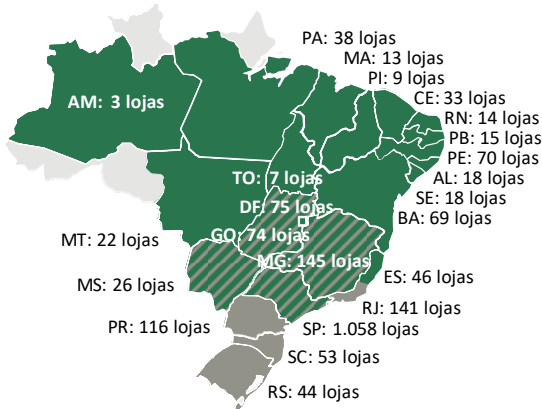 PA: 38 lojas
MA: 13 lojas
PI: 9 lojas
CE: 33 lojas
AM: 3 lojas
RN: 14 lojas
PB: 15 lojas
PE: 70 lojas
TO: 7 lojas
AL: 18 lojas
SE: 18 lojas
DF: 75 lojas
BA: 69 lojas
GO: 74 lojas
MT: 22 lojas
MG: 145 lojas
ES: 46 lojas
MS: 26 lojas
RJ: 141 lojas
PR: 116 lojas
SP: 1.058 lojas
SC: 53 lojas
RS: 44 lojas